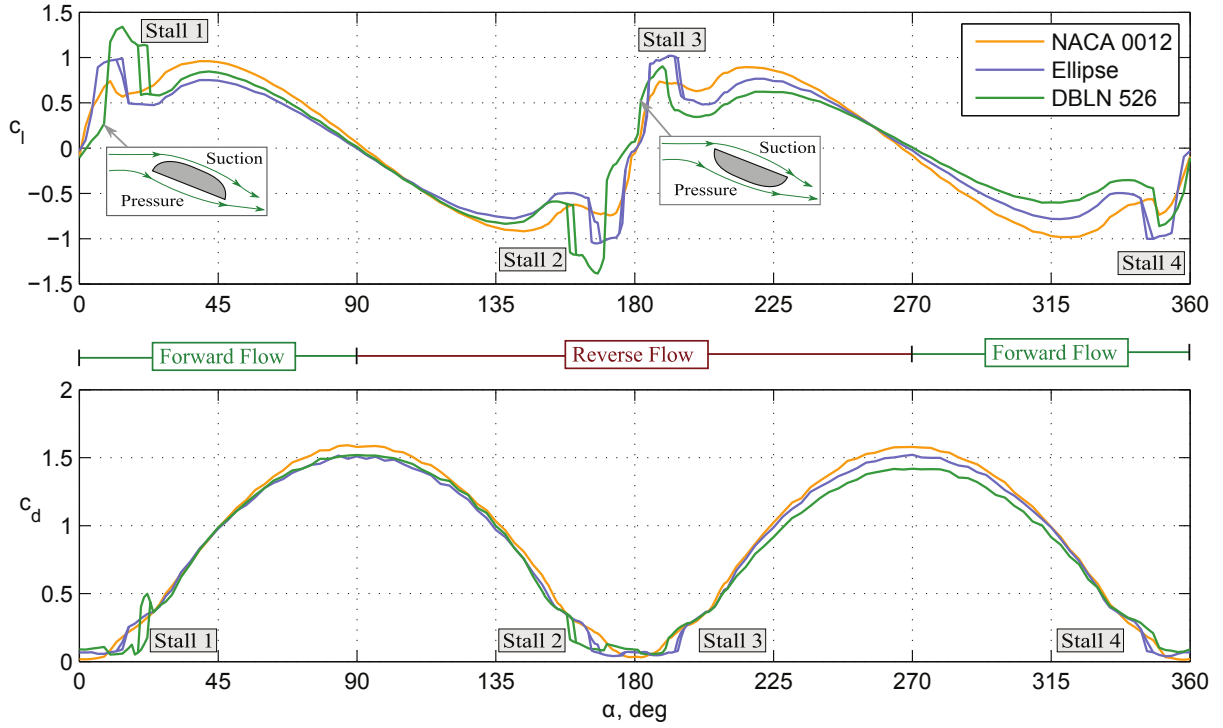 1.5
1
0.5
0
−0.5
−1
−1.5
c_l
Stall 1
Stall 2
Stall 3
Stall 4
Suction
Pressure
Suction
Pressure
NACA 0012
Ellipse
DBLN 526
0 45 90 135 180 225 270 315 360
Forward Flow
Reverse Flow
Forward Flow
2
1.5
1
0.5
0
c_d
Stall 1
Stall 2
Stall 3
Stall 4
0 45 90 135 180 225 270 315 360
α, deg